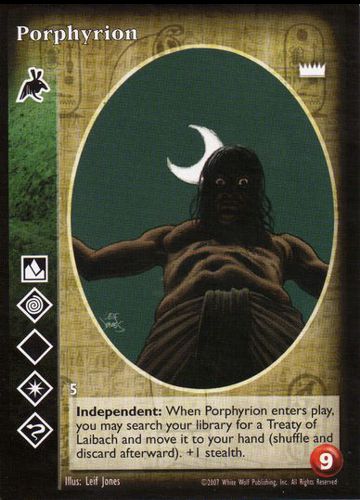 Porphyrion
LEIF
JONES
5
Independent: When Porphyrion enters play,
you may search your library for a Treaty of
Laibach and move it to your hand (shuffle and
discard afterward). +1 stealth.
9
Illus: Leif Jones
©2007 White Wolf Publishing, Inc. All Rights Reserved